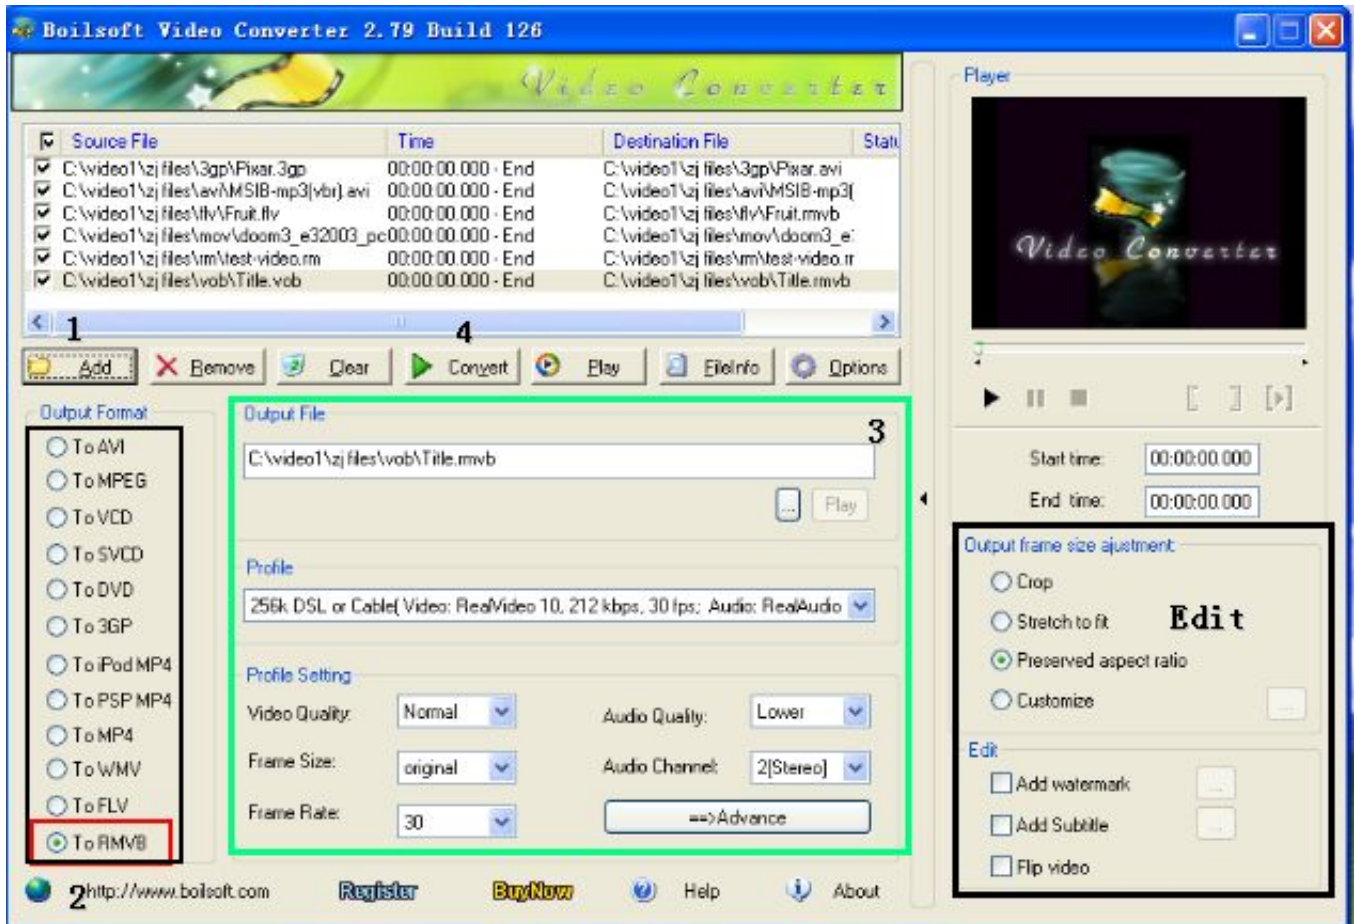 Boilsoft Video Converter 2.79 Build 126
Video Converter
Source File Time Destination File Statu
C:\video1\zj files\3gp\Pixar.3gp 00:00:00.000 - End C:\video1\zj files\3gp\Pixar.avi
C:\video1\zj files\avi\MSIB-mp3(vbr).avi 00:00:00.000 - End C:\video1\zj files\avi\MSIB-mp3(
C:\video1\zj files\flv\Fruit.flv 00:00:00.000 - End C:\video1\zj files\flv\Fruit.rmvb
C:\video1\zj files\mov\doom3_e32003_pc 00:00:00.000 - End C:\video1\zj files\mov\doom3_e
C:\video1\zj files\rm\test-video.rm 00:00:00.000 - End C:\video1\zj files\rm\test-video.r
C:\video1\zj files\vob\Title.vob 00:00:00.000 - End C:\video1\zj files\vob\Title.rmvb
1 4
Add Remove Clear Convert Play FileInfo Options
Output Format
To AVI
To MPEG
To VCD
To SVCD
To DVD
To 3GP
To iPod MP4
To PSP MP4
To MP4
To WMV
To FLV
To RMVB
2
Output File
3
C:\video1\zj files\vob\Title.rmvb
... Play
Profile
256k DSL or Cable( Video: RealVideo 10, 212 kbps, 30 fps; Audio: RealAudio
Profile Setting
Video Quality: Normal Audio Quality: Lower
Frame Size: original Audio Channel: 2(Stereo)
Frame Rate: 30 ==>Advance
http://www.boilsoft.com Register BuyNow Help About
Player
Video Converter
Start time: 00:00:00.000
End time: 00:00:00.000
Output frame size ajustment:
Crop
Stretch to fit
Edit
Preserved aspect ratio
Customize ...
Edit
Add watermark ...
Add Subtitle ...
Flip video